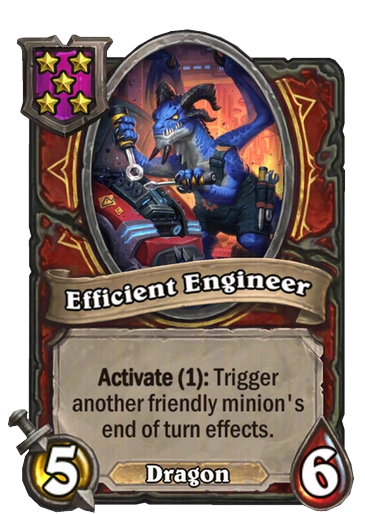 Efficient Engineer
Activate (1): Trigger
another friendly minion's
end of turn effects.
5
Dragon
6